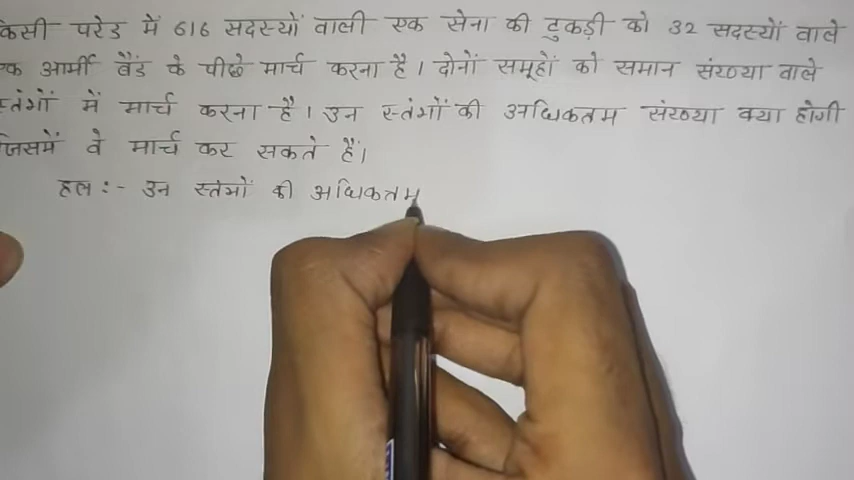 केसी परेड में 616 सदस्यों वाली एक सेना की टुकड़ी को 32 सदस्यों वाले
क आर्मी बैंड के पीछे मार्च करना है। दोनों समूहों को समान संख्या वाले
स्तंभों में मार्च करना है। उन स्तंभों की अधिकतम संख्या क्या होगी
जिसमें वे मार्च कर सकते हैं।
हल :- उन स्तंभों की अधिकतम